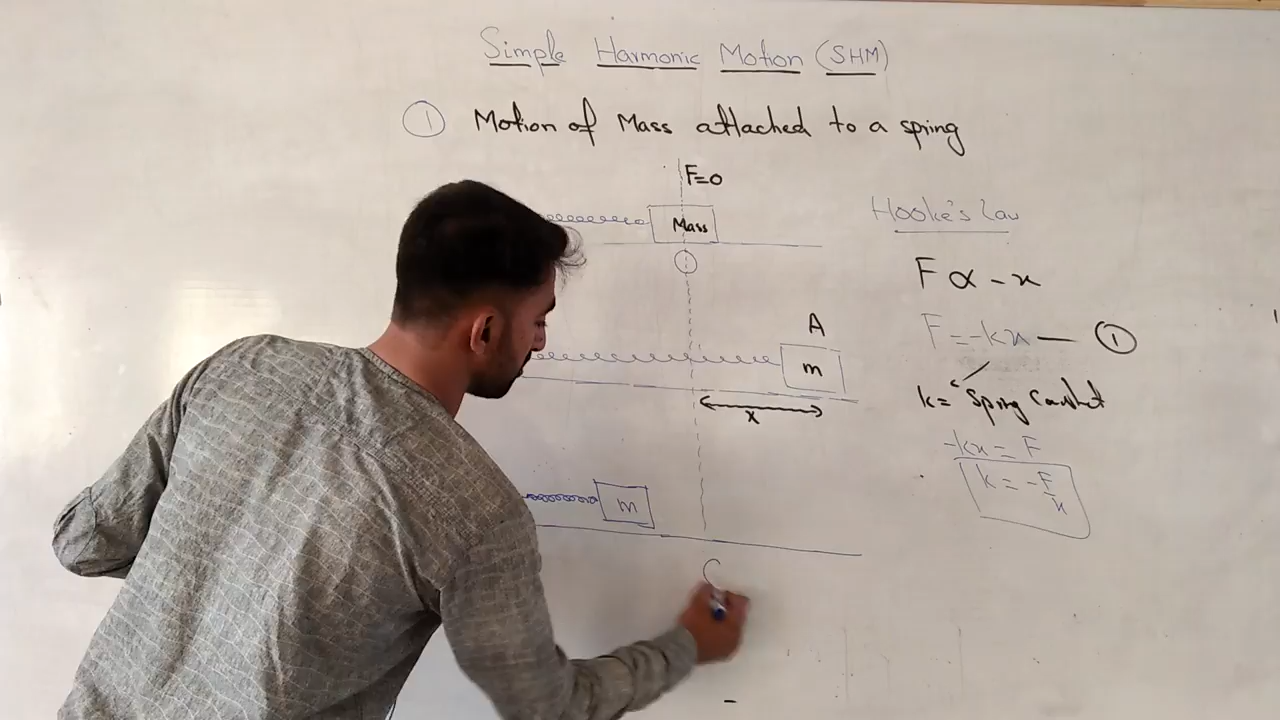 Simple Harmonic Motion (SHM)
① Motion of Mass attached to a spring
F=0
Mass
A
m
x
m
Hooke's Law
F ∝ -x
F = -kx — ①
k = Spring Constant
-kx = F
k = -F/x